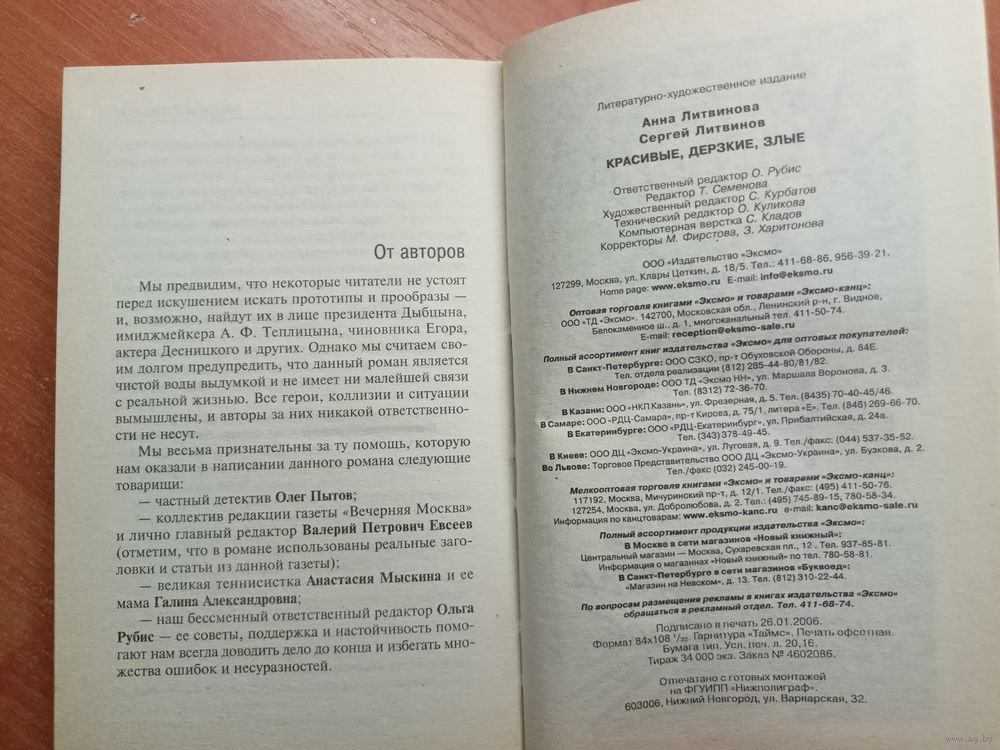 От авторов
Мы предвидим, что некоторые читатели не устоят
перед искушением искать прототипы и прообразы —
и, возможно, найдут их в лице президента Дыбцына,
имиджмейкера А. Ф. Теплицына, чиновника Егора,
актера Десницкого и других. Однако мы считаем сво-
им долгом предупредить, что данный роман является
чистой воды выдумкой и не имеет ни малейшей связи
с реальной жизнью. Все герои, коллизии и ситуации
вымышлены, и авторы за них никакой ответственно-
сти не несут.
Мы весьма признательны за ту помощь, которую
нам оказали в написании данного романа следующие
товарищи:
— частный детектив Олег Пытов;
— коллектив редакции газеты «Вечерняя Москва»
и лично главный редактор Валерий Петрович Евсеев
(отметим, что в романе использованы реальные заго-
ловки и статьи из данной газеты);
— великая теннисистка Анастасия Мыскина и ее
мама Галина Александровна;
— наш бессменный ответственный редактор Ольга
Рубис — ее советы, поддержка и настойчивость помо-
гают нам всегда доводить дело до конца и избегать мно-
жества ошибок и несуразностей.
Литературно-художественное издание
Анна Литвинова
Сергей Литвинов
КРАСИВЫЕ, ДЕРЗКИЕ, ЗЛЫЕ
Ответственный редактор О. Рубис
Редактор Т. Семенова
Художественный редактор С. Курбатов
Технический редактор О. Куликова
Компьютерная верстка С. Кладов
Корректоры М. Фирстова, З. Харитонова
ООО «Издательство «Эксмо»
127299, Москва, ул. Клары Цеткин, д. 18/5. Тел.: 411-68-86, 956-39-21.
Home page: www.eksmo.ru E-mail: info@eksmo.ru
Оптовая торговля книгами «Эксмо» и товарами «Эксмо-канц»:
ООО «ТД «Эксмо». 142700, Московская обл., Ленинский р-н, г. Видное,
Белокаменное ш., д. 1, многоканальный тел. 411-50-74.
E-mail: reception@eksmo-sale.ru
Полный ассортимент книг издательства «Эксмо» для оптовых покупателей:
В Санкт-Петербурге: ООО СЗКО, пр-т Обуховской Обороны, д. 84Е.
Тел. отдела реализации (812) 265-44-80/81/82.
В Нижнем Новгороде: ООО ТД «Эксмо НН», ул. Маршала Воронова, д. 3.
Тел. (8312) 72-36-70.
В Казани: ООО «НКП Казань», ул. Фрезерная, д. 5. Тел. (8435) 70-40-45/46.
В Самаре: ООО «РДЦ-Самара», пр-т Кирова, д. 75/1, литера «Е». Тел. (846) 269-66-70.
В Екатеринбурге: ООО «РДЦ-Екатеринбург», ул. Прибалтийская, д. 24а.
Тел. (343) 378-49-45.
В Киеве: ООО ДЦ «Эксмо-Украина», ул. Луговая, д. 9. Тел./факс: (044) 537-35-52.
Во Львове: Торговое Представительство ООО ДЦ «Эксмо-Украина», ул. Бузкова, д. 2.
Тел./факс (032) 245-00-19.
Мелкооптовая торговля книгами «Эксмо» и товарами «Эксмо-канц»:
117192, Москва, Мичуринский пр-т, д. 12/1. Тел./факс: (495) 411-50-76.
127254, Москва, ул. Добролюбова, д. 2. Тел.: (495) 745-89-15, 780-58-34.
Информация по канцтоварам: www.eksmo-kanc.ru e-mail: kanc@eksmo-sale.ru
Полный ассортимент продукции издательства «Эксмо»:
В Москве в сети магазинов «Новый книжный»:
Центральный магазин — Москва, Сухаревская пл., 12 . Тел. 937-85-81.
Информация о магазинах «Новый книжный» по тел. 780-58-81.
В Санкт-Петербурге в сети магазинов «Буквоед»:
«Магазин на Невском», д. 13. Тел. (812) 310-22-44.
По вопросам размещения рекламы в книгах издательства «Эксмо»
обращаться в рекламный отдел. Тел. 411-68-74.
Подписано в печать 26.01.2006.
Формат 84х108 1/32. Гарнитура «Таймс». Печать офсетная.
Бумага тип. Усл. печ. л. 20,16.
Тираж 34 000 экз. Заказ № 4602086.
Отпечатано с готовых монтажей
на ФГУИПП «Нижполиграф».
603006, Нижний Новгород, ул. Варварская, 32.
www.ay.by